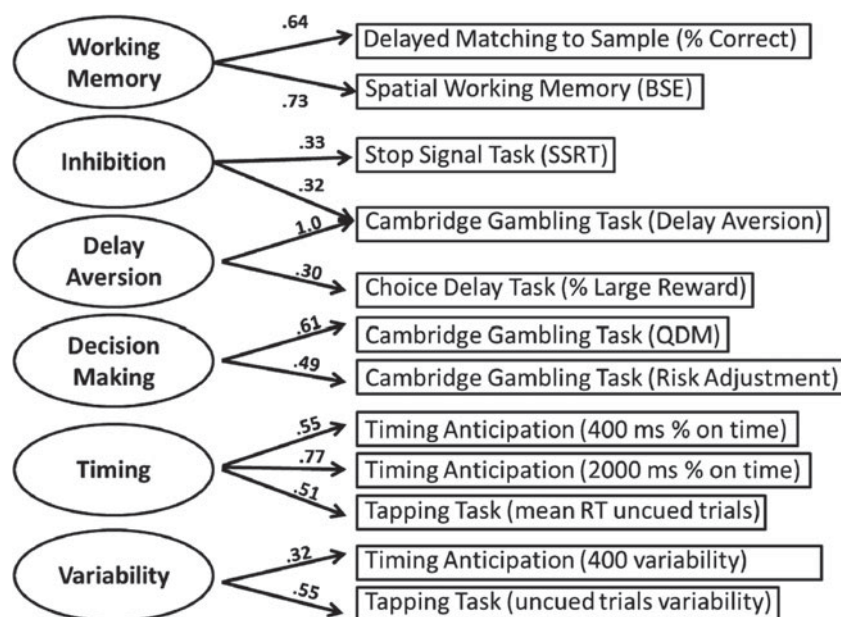 Working
Memory
.64
Delayed Matching to Sample (% Correct)
.73
Spatial Working Memory (BSE)
Inhibition
.33
Stop Signal Task (SSRT)
.32
Cambridge Gambling Task (Delay Aversion)
Delay
Aversion
1.0
.30
Choice Delay Task (% Large Reward)
Decision
Making
.61
Cambridge Gambling Task (QDM)
.49
Cambridge Gambling Task (Risk Adjustment)
Timing
.55
Timing Anticipation (400 ms % on time)
.77
Timing Anticipation (2000 ms % on time)
.51
Tapping Task (mean RT uncued trials)
Variability
.32
Timing Anticipation (400 variability)
.55
Tapping Task (uncued trials variability)